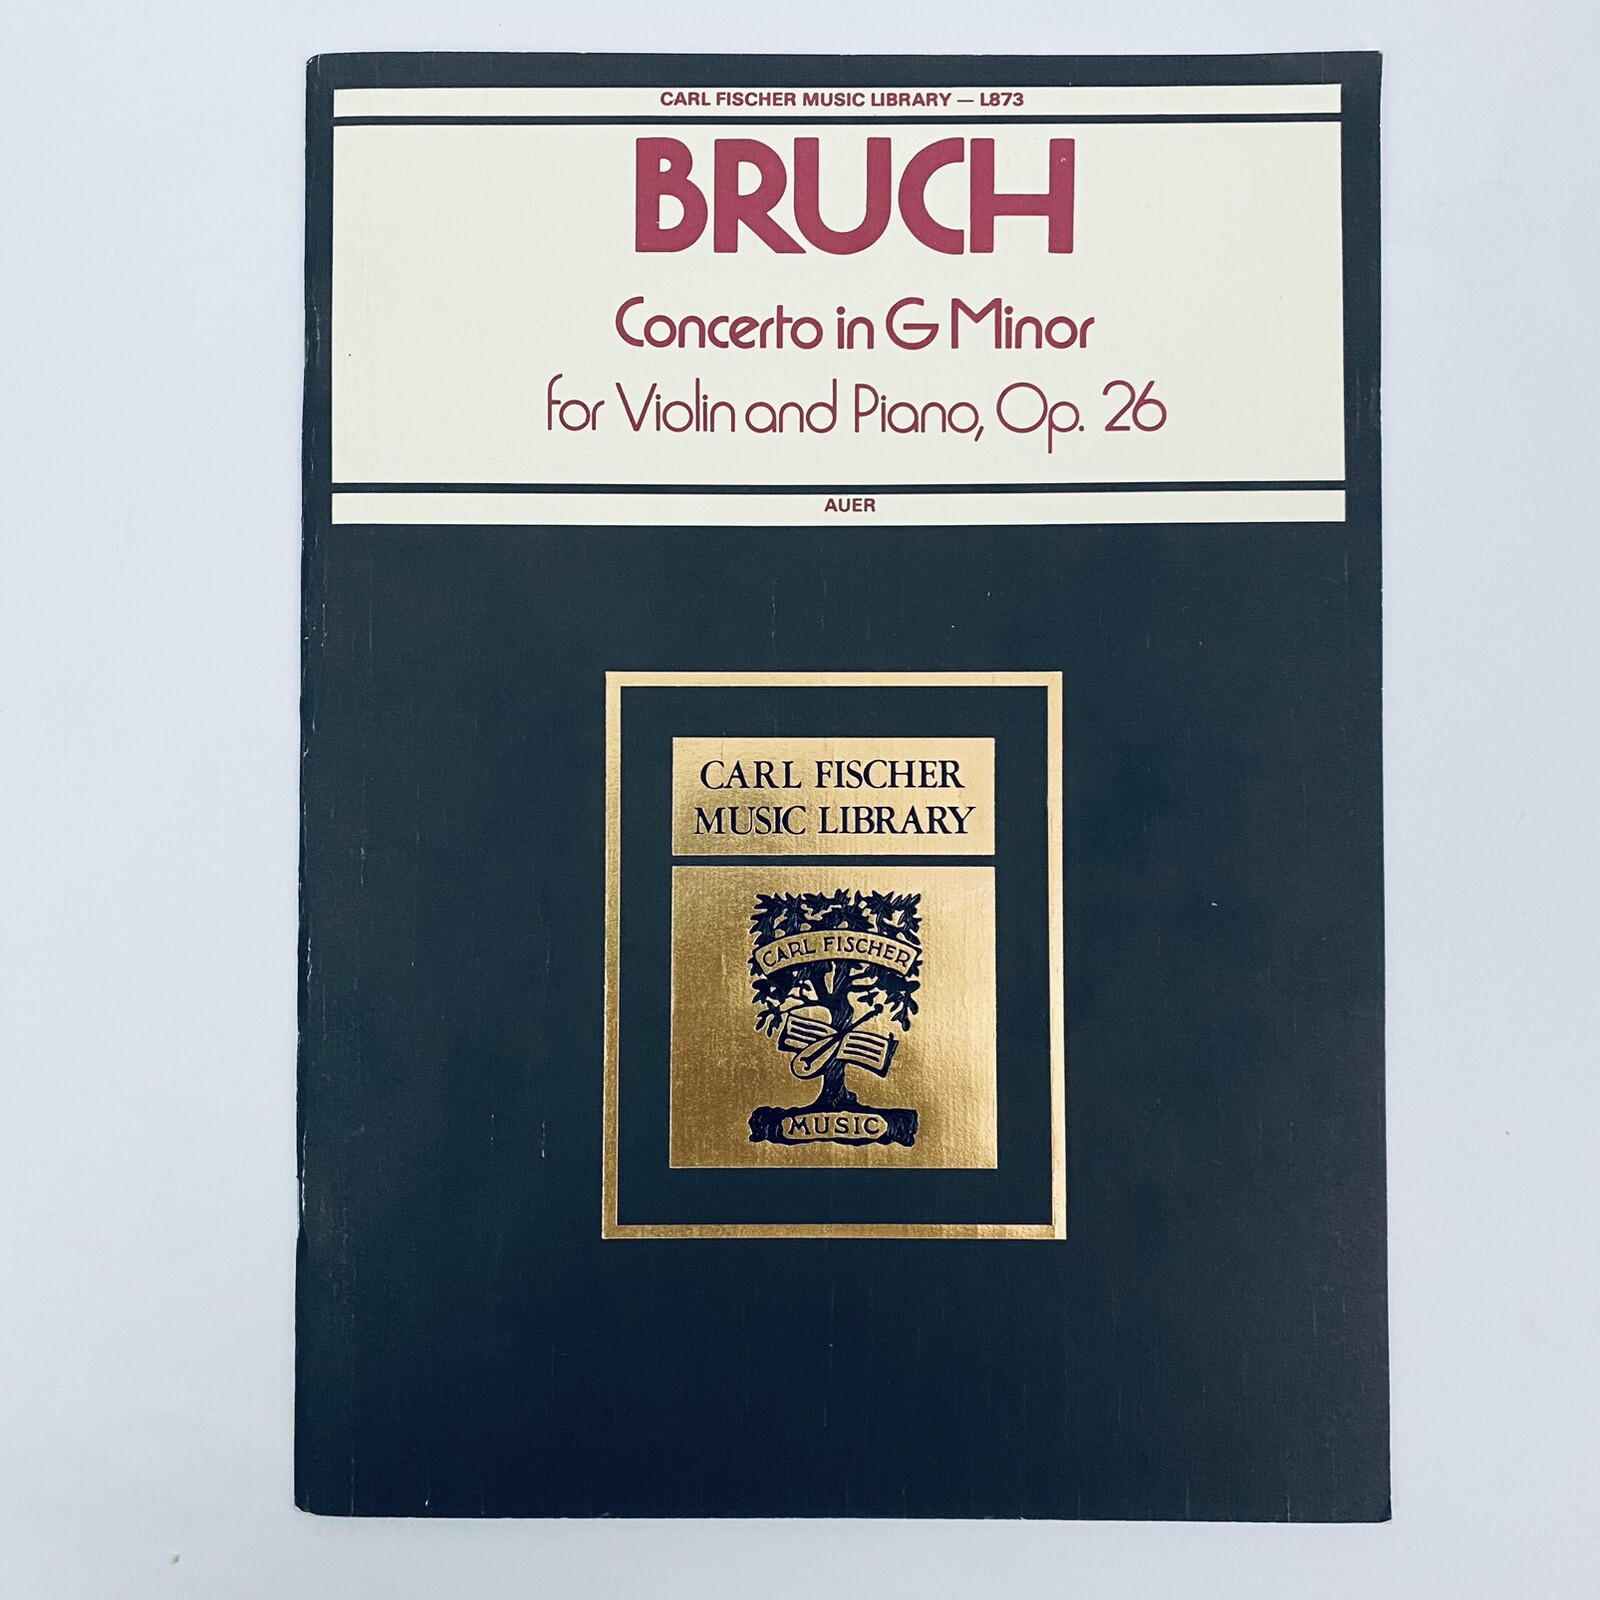 CARL FISCHER MUSIC LIBRARY — L873
BRUCH
Concerto in G Minor
for Violin and Piano, Op. 26
AUER
CARL FISCHER
MUSIC LIBRARY
CARL FISCHER
MUSIC